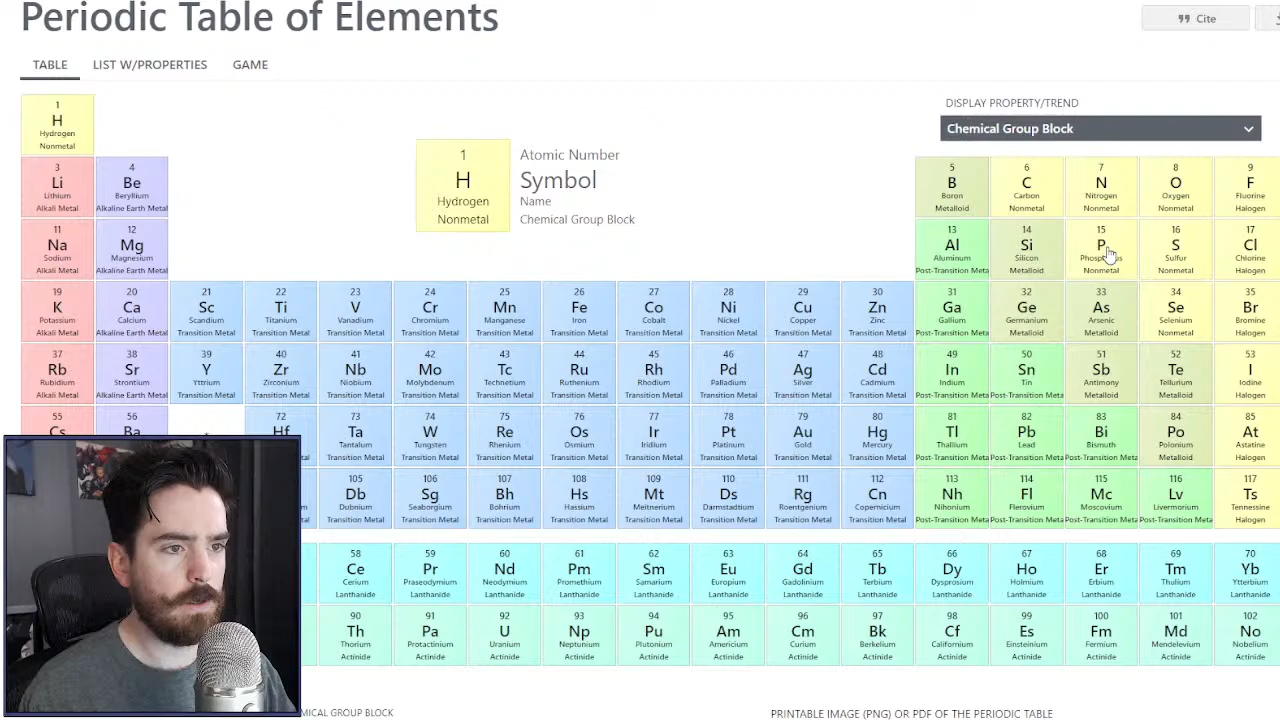 Periodic Table of Elements
Cite
TABLE LIST W/PROPERTIES GAME
DISPLAY PROPERTY/TREND
Chemical Group Block
1 H Hydrogen Nonmetal
1 H Hydrogen Nonmetal
Atomic Number
Symbol
Name
Chemical Group Block
3 Li Lithium Alkali Metal
4 Be Beryllium Alkaline Earth Metal
5 B Boron Metalloid
6 C Carbon Nonmetal
7 N Nitrogen Nonmetal
8 O Oxygen Nonmetal
9 F Fluorine Halogen
11 Na Sodium Alkali Metal
12 Mg Magnesium Alkaline Earth Metal
13 Al Aluminum Post-Transition Meta
14 Si Silicon Metalloid
15 P Nonmetal
16 S Sulfur Nonmetal
17 Cl Chlorine Halogen
19 K Potassium Alkali Metal
20 Ca Calcium Alkaline Earth Metal
21 Sc Scandium Transition Metal
22 Ti Titanium Transition Metal
23 V Vanadium Transition Metal
24 Cr Chromium Transition Metal
25 Mn Manganese Transition Metal
26 Fe Iron Transition Metal
27 Co Cobalt Transition Metal
28 Ni Nickel Transition Metal
29 Cu Copper Transition Metal
30 Zn Zinc Transition Metal
31 Ga Gallium Post-Transition Meta
32 Ge Germanium Metalloid
33 As Arsenic Metalloid
34 Se Selenium Nonmetal
35 Br Bromine Halogen
37 Rb Rubidium Alkali Metal
38 Sr Strontium Alkaline Earth Metal
39 Y Yttrium Transition Metal
40 Zr Zirconium Transition Metal
41 Nb Niobium Transition Metal
42 Mo Molybdenum Transition Metal
43 Tc Technetium Transition Metal
44 Ru Ruthenium Transition Metal
45 Rh Rhodium Transition Metal
46 Pd Palladium Transition Metal
47 Ag Silver Transition Metal
48 Cd Cadmium Transition Metal
49 In Indium Post-Transition Meta
50 Sn Tin Post-Transition Meta
51 Sb Antimony Metalloid
52 Te Tellurium Metalloid
53 I Iodine Halogen
55 Cs
56 Ba
*
72 Hf
73 Ta Tantalum Transition Metal
74 W Tungsten Transition Metal
75 Re Rhenium Transition Metal
76 Os Osmium Transition Metal
77 Ir Iridium Transition Metal
78 Pt Platinum Transition Metal
79 Au Gold Transition Metal
80 Hg Mercury Transition Metal
81 Tl Thallium Post-Transition Meta
82 Pb Lead Post-Transition Meta
83 Bi Bismuth Post-Transition Meta
84 Po Polonium Metalloid
85 At Astatine Halogen
105 Db Dubnium Transition Metal
106 Sg Seaborgium Transition Metal
107 Bh Bohrium Transition Metal
108 Hs Hassium Transition Metal
109 Mt Meitnerium Transition Metal
110 Ds Darmstadtium Transition Metal
111 Rg Roentgenium Transition Metal
112 Cn Copernicium Transition Metal
113 Nh Nihonium Post-Transition Meta
114 Fl Flerovium Post-Transition Meta
115 Mc Moscovium Post-Transition Meta
116 Lv Livermorium Post-Transition Meta
117 Ts Tennessine Halogen
58 Ce Cerium Lanthanide
59 Pr Praseodymium Lanthanide
60 Nd Neodymium Lanthanide
61 Pm Promethium Lanthanide
62 Sm Samarium Lanthanide
63 Eu Europium Lanthanide
64 Gd Gadolinium Lanthanide
65 Tb Terbium Lanthanide
66 Dy Dysprosium Lanthanide
67 Ho Holmium Lanthanide
68 Er Erbium Lanthanide
69 Tm Thulium Lanthanide
70 Yb Ytterbium Lanthanide
90 Th Thorium Actinide
91 Pa Protactinium Actinide
92 U Uranium Actinide
93 Np Neptunium Actinide
94 Pu Plutonium Actinide
95 Am Americium Actinide
96 Cm Curium Actinide
97 Bk Berkelium Actinide
98 Cf Californium Actinide
99 Es Einsteinium Actinide
100 Fm Fermium Actinide
101 Md Mendelevium Actinide
102 No Nobelium Actinide
MICAL GROUP BLOCK
PRINTABLE IMAGE (PNG) OR PDF OF THE PERIODIC TABLE